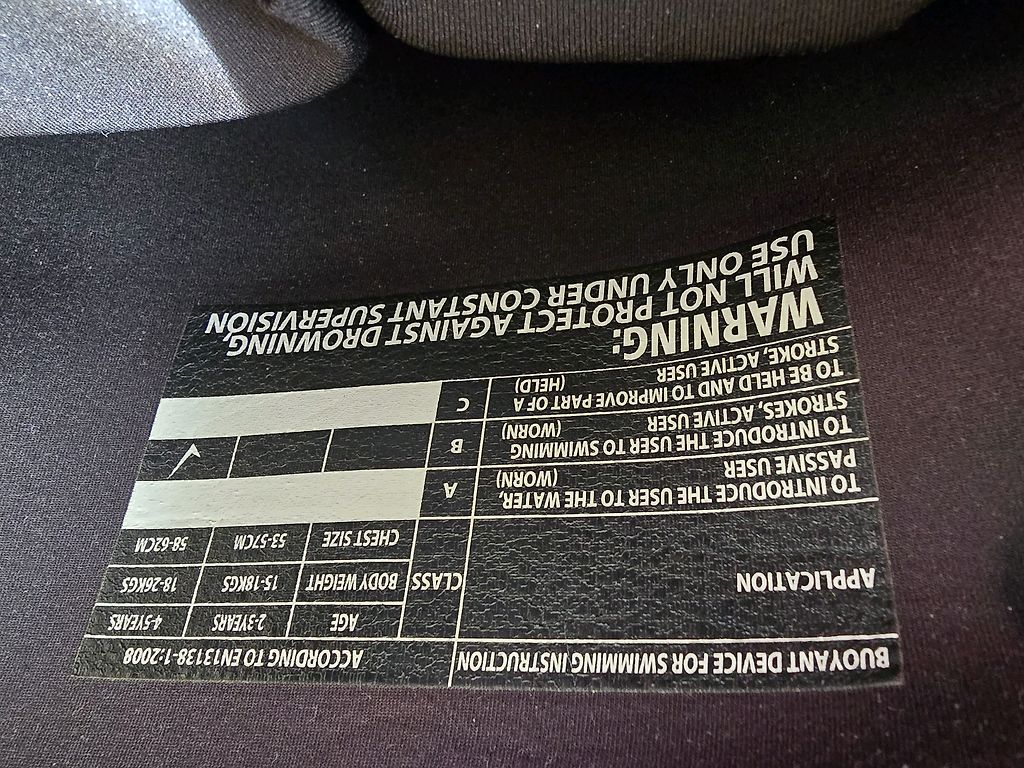 BUOYANT DEVICE FOR SWIMMING INSTRUCTION
ACCORDING TO EN13138-1:2008
APPLICATION
CLASS
AGE
2-3YEARS
4-5YEARS
BODY WEIGHT
15-18KGS
18-26KGS
CHEST SIZE
53-57CM
58-62CM
TO INTRODUCE THE USER TO THE WATER,
PASSIVE USER (WORN)
A
TO INTRODUCE THE USER TO SWIMMING
STROKES, ACTIVE USER (WORN)
B
TO BE HELD AND TO IMPROVE PART OF A
STROKE, ACTIVE USER (HELD)
C
WARNING:
WILL NOT PROTECT AGAINST DROWNING,
USE ONLY UNDER CONSTANT SUPERVISION